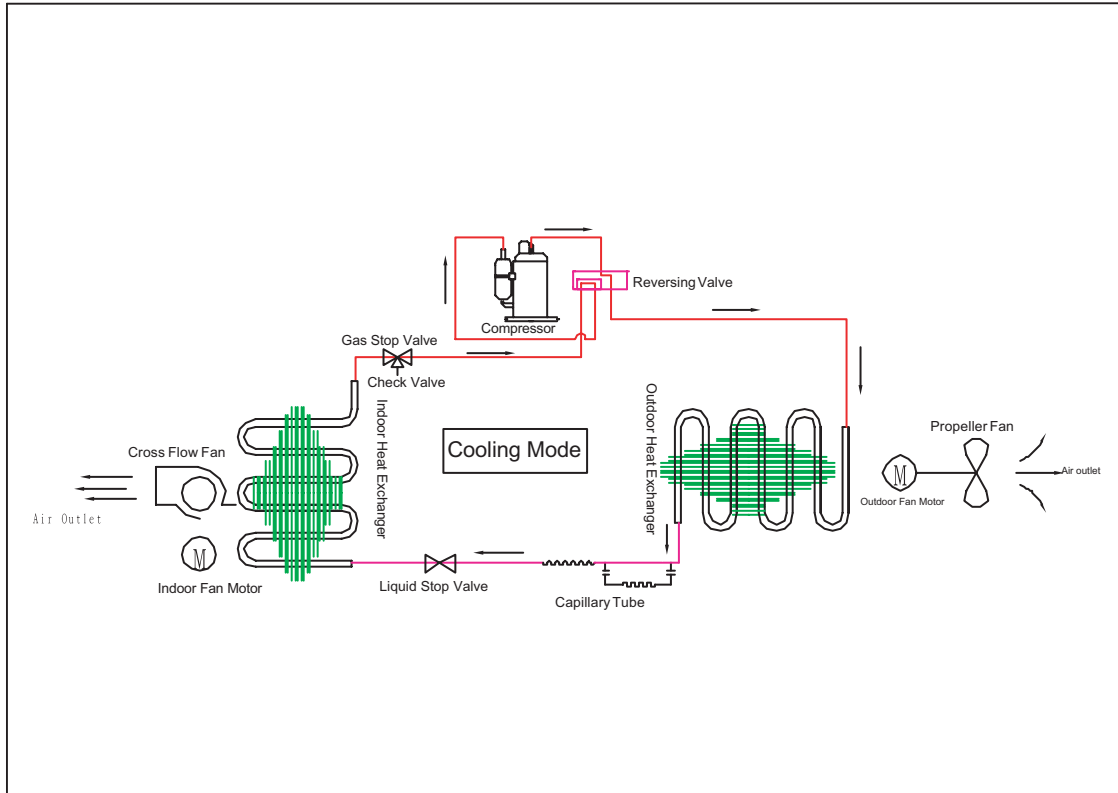 Reversing Valve
Compressor
Gas Stop Valve
Check Valve
Indoor Heat Exchanger
Outdoor Heat Exchanger
Cooling Mode
Cross Flow Fan
Propeller Fan
M
Air outlet
Outdoor Fan Motor
Air Outlet
M
Indoor Fan Motor
Liquid Stop Valve
Capillary Tube